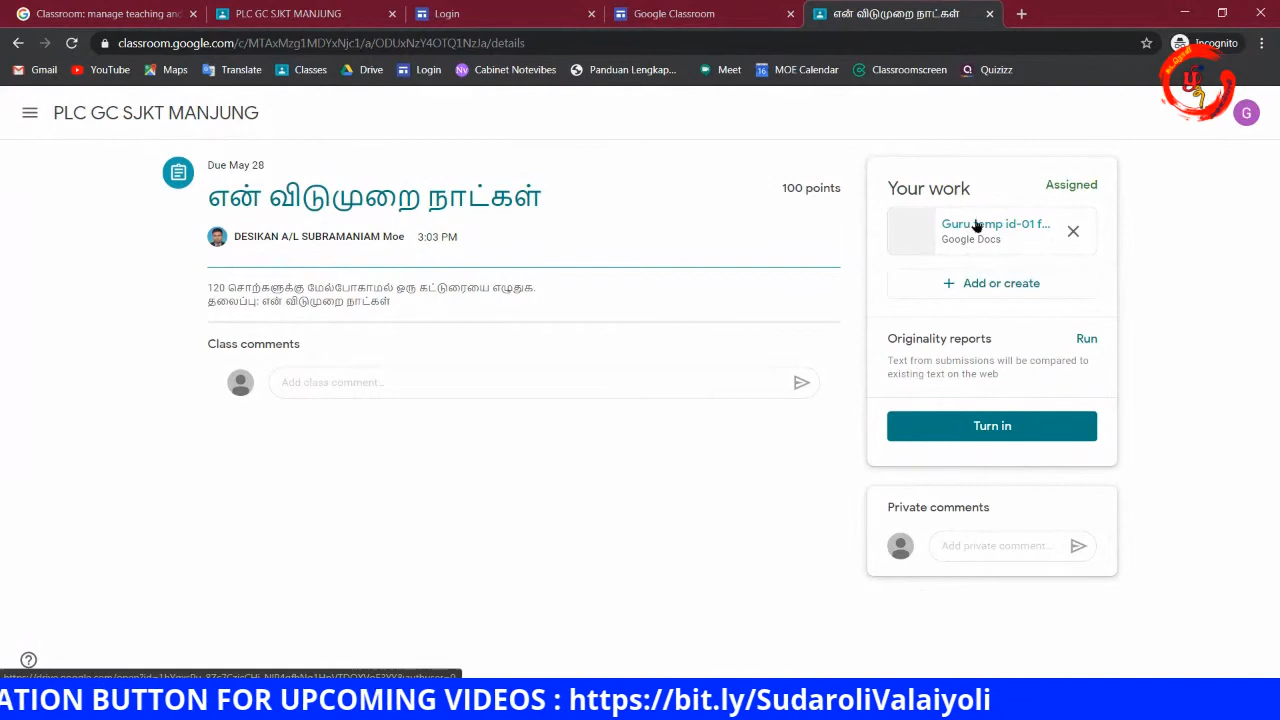 Classroom: manage teaching and
PLC GC SJKT MANJUNG
Login
Google Classroom
என் விடுமுறை நாட்கள்
classroom.google.com/c/MTAxMzg1MDYxNjc1/a/ODUxNzY4OTQ1NzJa/details
Incognito
Gmail
YouTube
Maps
Translate
Classes
Drive
Login
Cabinet Notevibes
Panduan Lengkap...
Meet
MOE Calendar
Classroomscreen
Quizizz
PLC GC SJKT MANJUNG
G
Due May 28
என் விடுமுறை நாட்கள்
100 points
DESIKAN A/L SUBRAMANIAM Moe 3:03 PM
120 சொற்களுக்கு மேல்போகாமல் ஒரு கட்டுரையை எழுதுக.
தலைப்பு: என் விடுமுறை நாட்கள்
Class comments
Add class comment...
Your work
Assigned
Guru temp id-01 f...
Google Docs
+ Add or create
Originality reports
Run
Text from submissions will be compared to
existing text on the web
Turn in
Private comments
Add private comment...
ATION BUTTON FOR UPCOMING VIDEOS : https://bit.ly/SudaroliValaiyoli